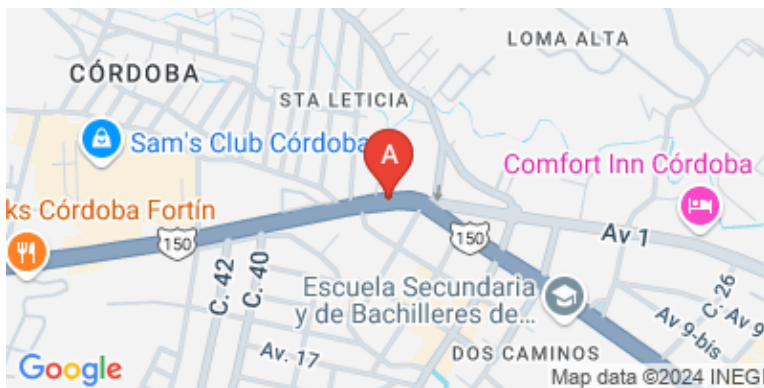 LOMA ALTA
CÓRDOBA
STA LETICIA
Sam's Club Córdoba
A
Comfort Inn Córdoba
ks Córdoba Fortín
150
150
Av 1
C. 42
C. 40
Escuela Secundaria
y de Bachilleres de...
C. 26
Av 9-bis
C. Av 9
Av. 17
DOS CAMINOS
Google
Map data ©2024 INEGI